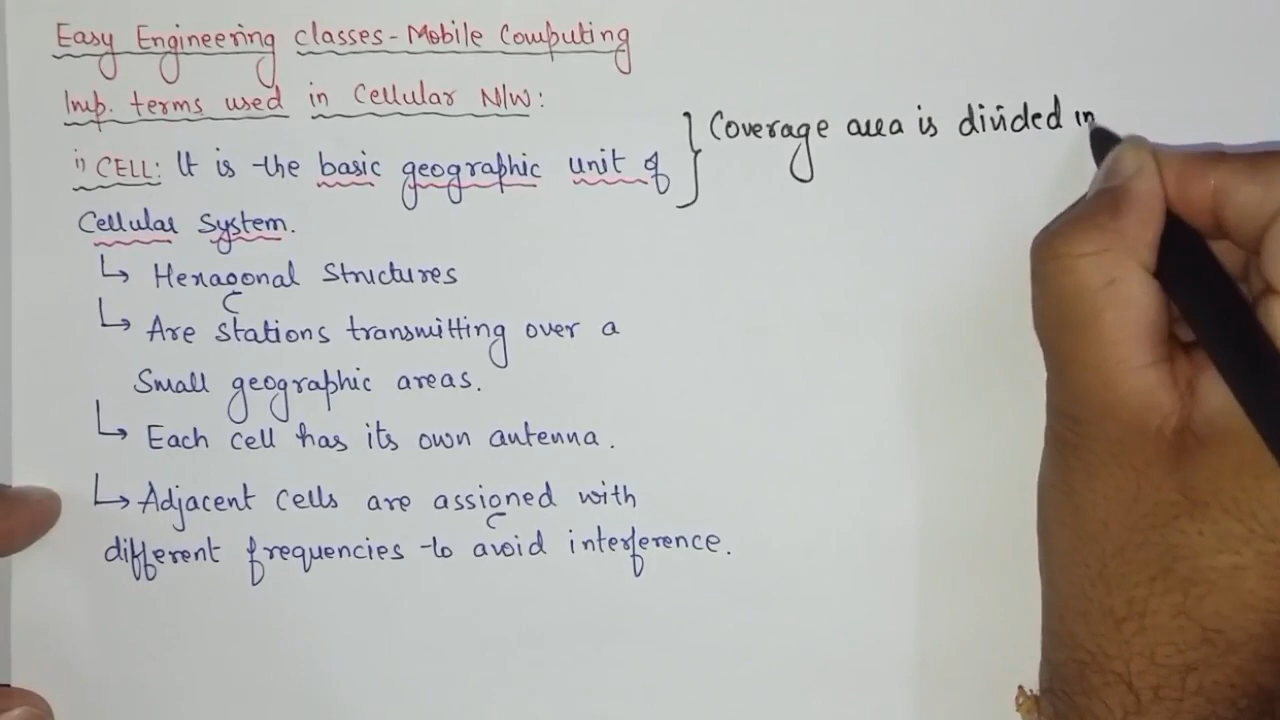 Easy Engineering classes - Mobile Computing
Imp. terms used in Cellular N/W:
i) CELL: It is the basic geographic unit of
} Coverage area is divided in
Cellular System.
↳ Hexagonal Structures
↳ Are stations transmitting over a
Small geographic areas.
↳ Each cell has its own antenna.
↳ Adjacent cells are assigned with
different frequencies to avoid interference.